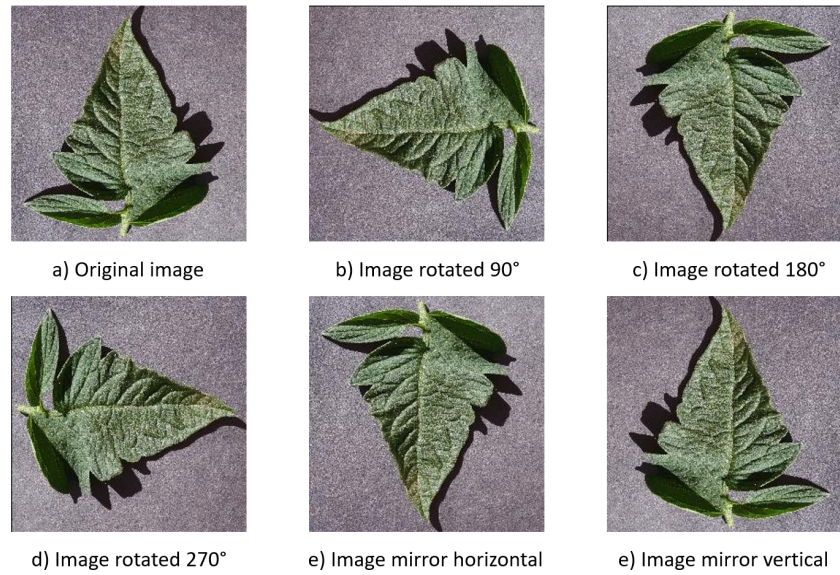 a) Original image
b) Image rotated 90°
c) Image rotated 180°
d) Image rotated 270°
e) Image mirror horizontal
e) Image mirror vertical